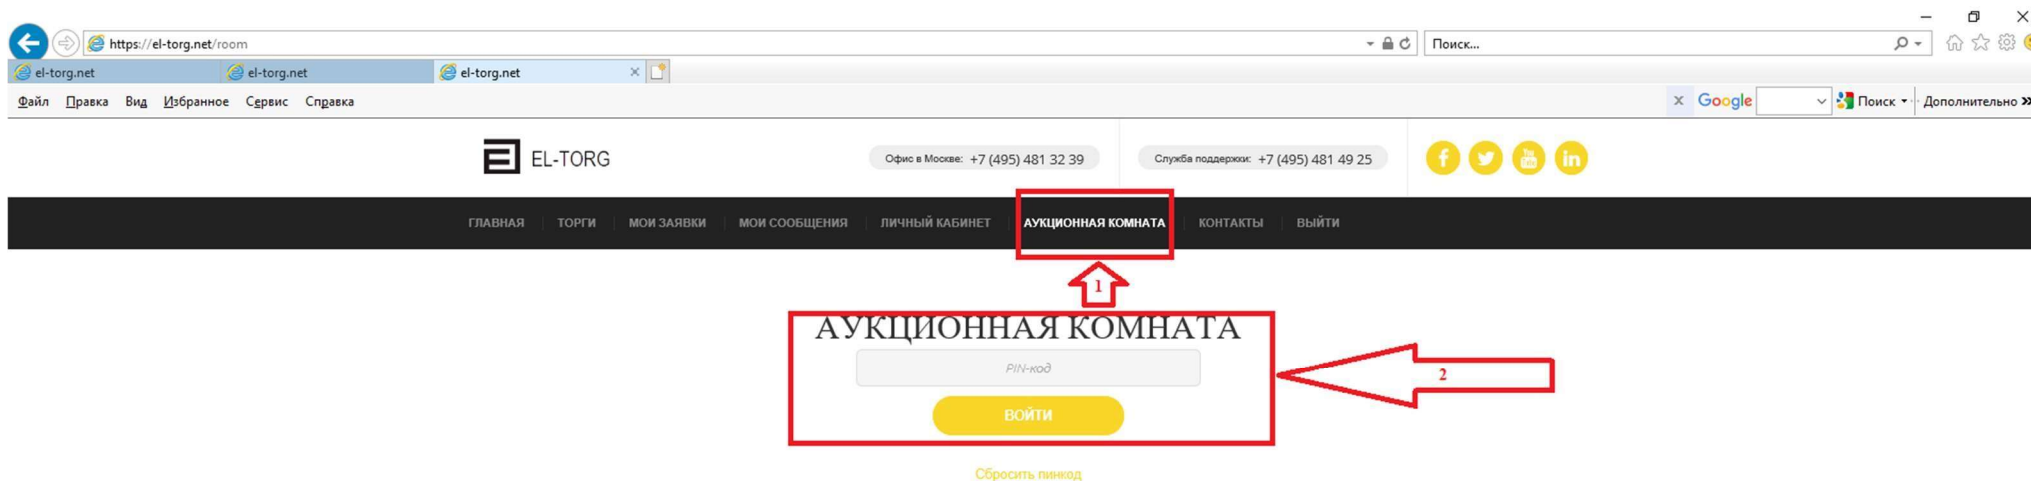 https://el-torg.net/room
Поиск...
el-torg.net
el-torg.net
el-torg.net
Файл Правка Вид Избранное Сервис Справка
x Google Поиск Дополнительно »
EL-TORG
Офис в Москве: +7 (495) 481 32 39
Служба поддержки: +7 (495) 481 49 25
f You Tube in
ГЛАВНАЯ ТОРГИ МОИ ЗАЯВКИ МОИ СООБЩЕНИЯ ЛИЧНЫЙ КАБИНЕТ АУКЦИОННАЯ КОМНАТА КОНТАКТЫ ВЫЙТИ
1
АУКЦИОННАЯ КОМНАТА
PIN-код
2
ВОЙТИ
Сбросить пинкод